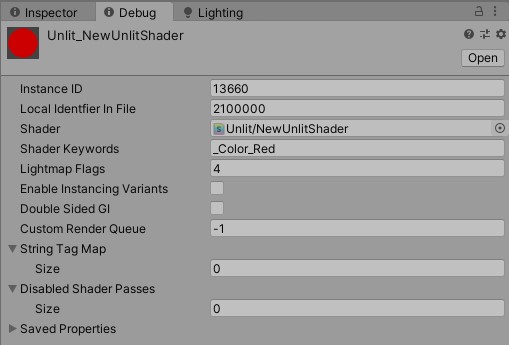 Inspector Debug Lighting
Unlit_NewUnlitShader
Open
Instance ID 13660
Local Identfier In File 2100000
Shader Unlit/NewUnlitShader
Shader Keywords _Color_Red
Lightmap Flags 4
Enable Instancing Variants
Double Sided GI
Custom Render Queue -1
String Tag Map
Size 0
Disabled Shader Passes
Size 0
Saved Properties